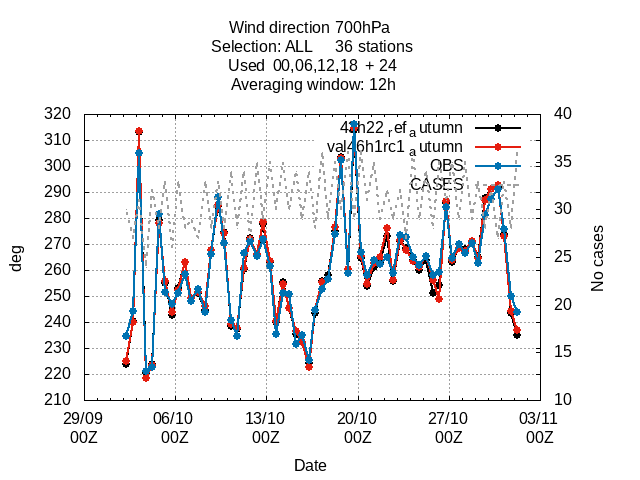 Wind direction 700hPa
Selection: ALL 36 stations
Used 00,06,12,18 + 24
Averaging window: 12h
320 40
310
300 35
290
280 30
270
260 25
250
240 20
230
220 15
210 10
val46h1rc1 autumn
OBS
CASES
deg
No cases
29/09 06/10 13/10 20/10 27/10 03/11
00Z 00Z 00Z 00Z 00Z 00Z
Date